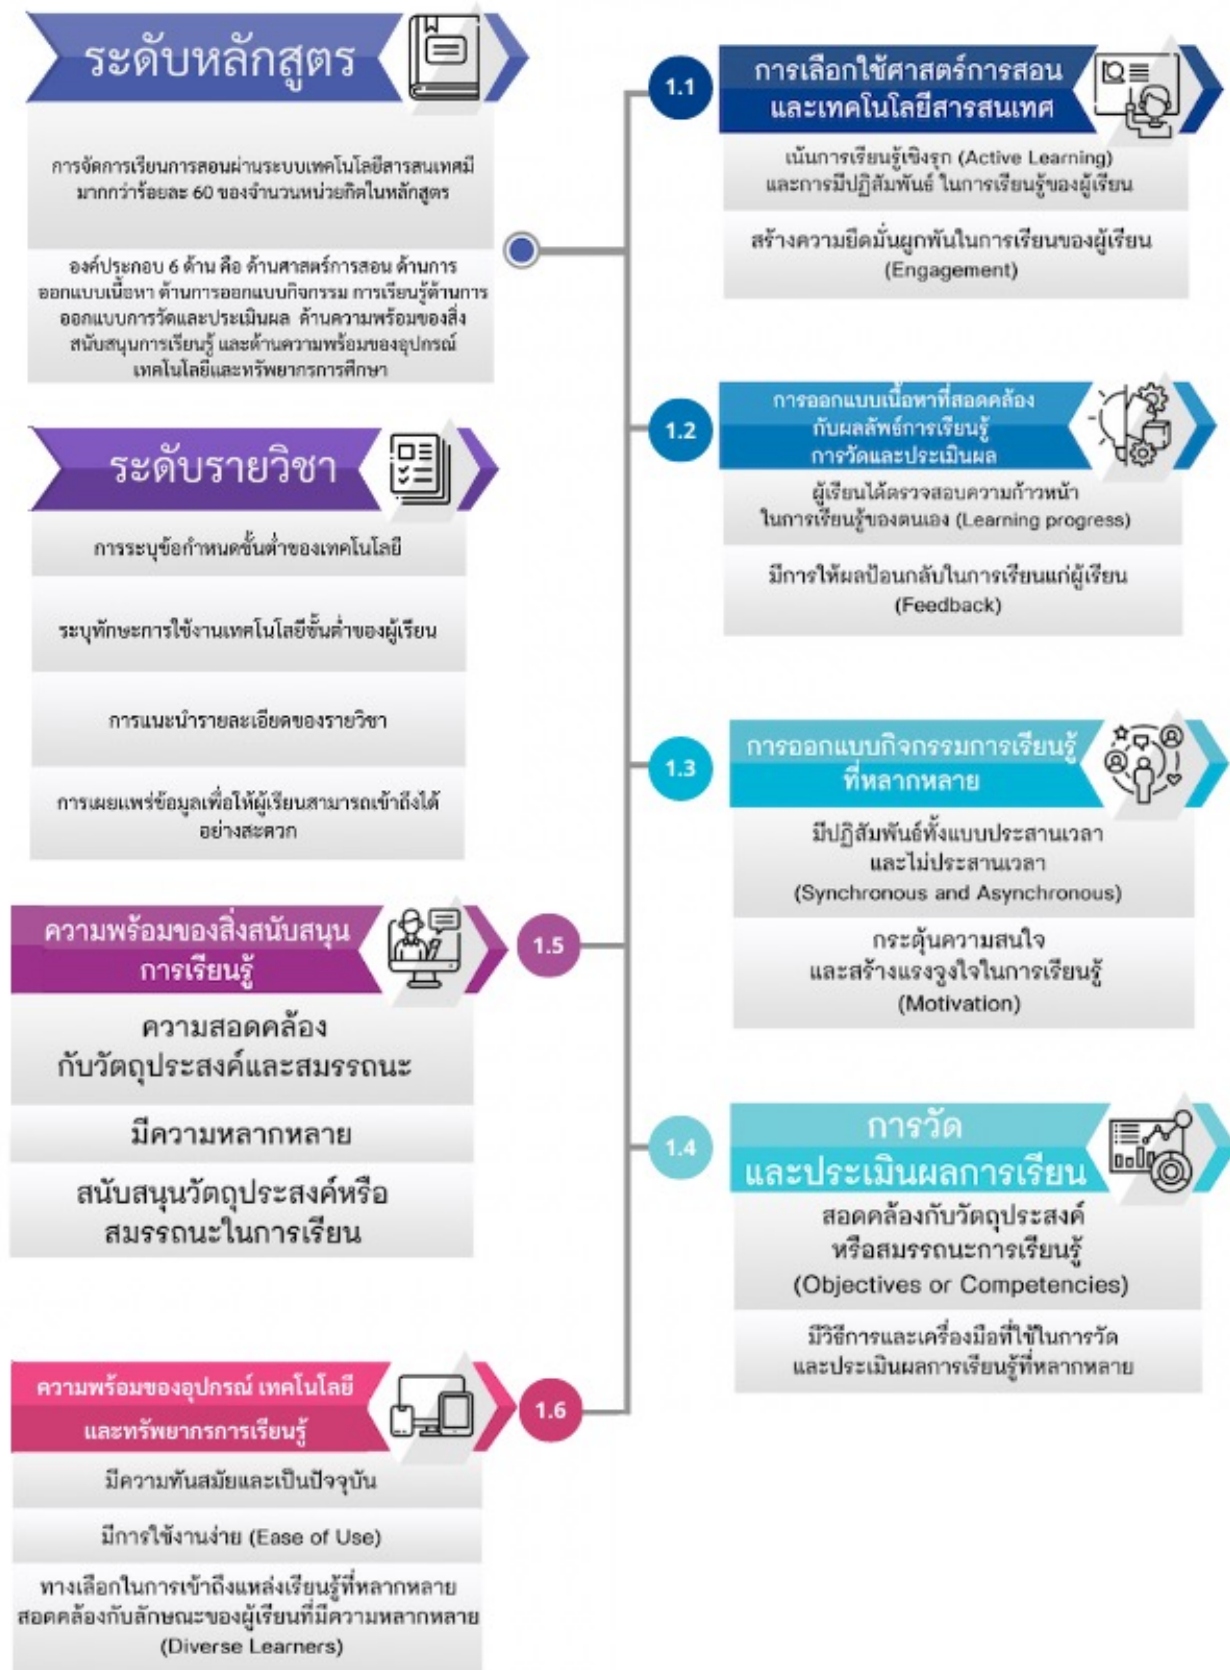 ระดับหลักสูตร
การจัดการเรียนการสอนผ่านระบบเทคโนโลยีสารสนเทศมี
มากกว่าร้อยละ 60 ของจำนวนหน่วยกิตในหลักสูตร
องค์ประกอบ 6 ด้าน คือ ด้านศาสตร์การสอน ด้านการ
ออกแบบเนื้อหา ด้านการออกแบบกิจกรรม การเรียนรู้ด้านการ
ออกแบบการวัดและประเมินผล ด้านความพร้อมของสิ่ง
สนับสนุนการเรียนรู้ และด้านความพร้อมของอุปกรณ์
เทคโนโลยีและทรัพยากรการศึกษา
ระดับรายวิชา
การระบุข้อกำหนดขั้นต่ำของเทคโนโลยี
ระบุทักษะการใช้งานเทคโนโลยีขั้นต่ำของผู้เรียน
การแนะนำรายละเอียดของรายวิชา
การเผยแพร่ข้อมูลเพื่อให้ผู้เรียนสามารถเข้าถึงได้
อย่างสะดวก
1.1
การเลือกใช้ศาสตร์การสอน
และเทคโนโลยีสารสนเทศ
เน้นการเรียนรู้เชิงรุก (Active Learning)
และการมีปฏิสัมพันธ์ ในการเรียนรู้ของผู้เรียน
สร้างความยึดมั่นผูกพันในการเรียนของผู้เรียน
(Engagement)
1.2
การออกแบบเนื้อหาที่สอดคล้อง
กับผลลัพธ์การเรียนรู้
การวัดและประเมินผล
ผู้เรียนได้ตรวจสอบความก้าวหน้า
ในการเรียนรู้ของตนเอง (Learning progress)
มีการให้ผลป้อนกลับในการเรียนแก่ผู้เรียน
(Feedback)
1.3
การออกแบบกิจกรรมการเรียนรู้
ที่หลากหลาย
มีปฏิสัมพันธ์ทั้งแบบประสานเวลา
และไม่ประสานเวลา
(Synchronous and Asynchronous)
กระตุ้นความสนใจ
และสร้างแรงจูงใจในการเรียนรู้
(Motivation)
1.4
การวัด
และประเมินผลการเรียน
สอดคล้องกับวัตถุประสงค์
หรือสมรรถนะการเรียนรู้
(Objectives or Competencies)
มีวิธีการและเครื่องมือที่ใช้ในการวัด
และประเมินผลการเรียนรู้ที่หลากหลาย
ความพร้อมของสิ่งสนับสนุน
การเรียนรู้
1.5
ความสอดคล้อง
กับวัตถุประสงค์และสมรรถนะ
มีความหลากหลาย
สนับสนุนวัตถุประสงค์หรือ
สมรรถนะในการเรียน
ความพร้อมของอุปกรณ์ เทคโนโลยี
และทรัพยากรการเรียนรู้
1.6
มีความทันสมัยและเป็นปัจจุบัน
มีการใช้งานง่าย (Ease of Use)
ทางเลือกในการเข้าถึงแหล่งเรียนรู้ที่หลากหลาย
สอดคล้องกับลักษณะของผู้เรียนที่มีความหลากหลาย
(Diverse Learners)